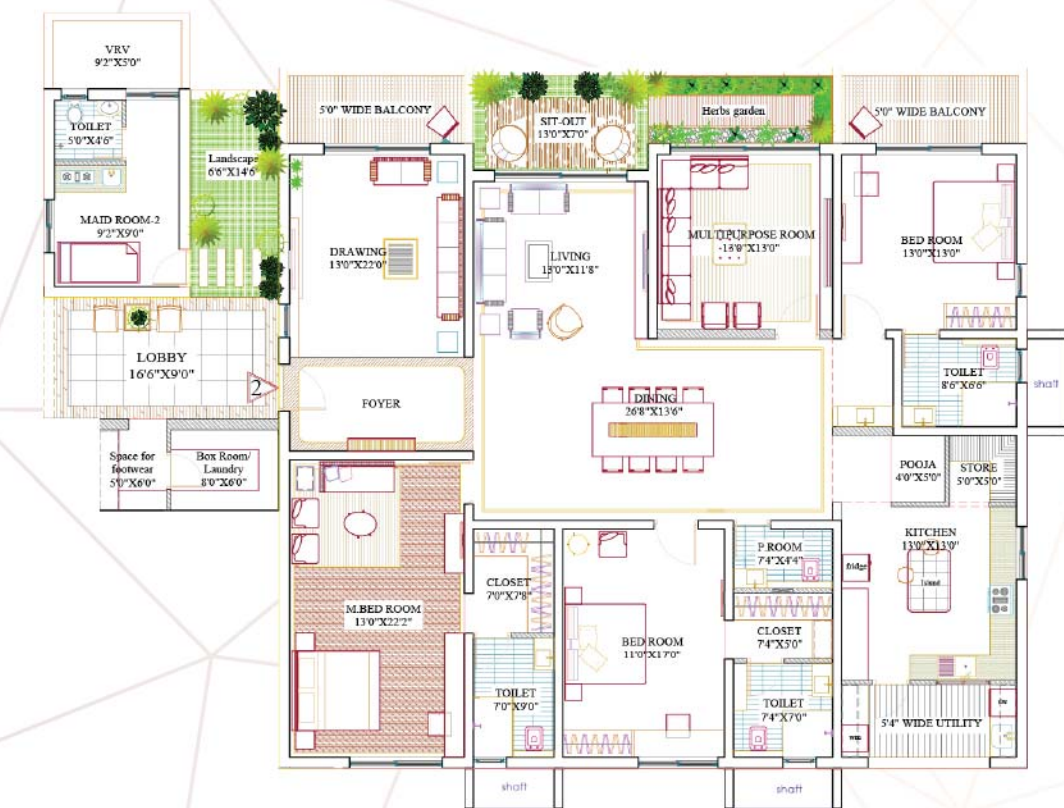 VRV
9'2"X5'0"
TOILET
5'0"X4'6"
Landscape
6'6"X14'6"
MAID ROOM-2
9'2"X9'0"
5'0" WIDE BALCONY
SIT-OUT
13'0"X7'0"
Herbs garden
5'0" WIDE BALCONY
DRAWING
13'0"X22'0"
LIVING
13'0"X11'8"
MULTIPURPOSE ROOM
-13'0"X13'0"
BED ROOM
13'0"X13'0"
LOBBY
16'6"X9'0"
2
FOYER
DINING
26'8"X13'6"
TOILET
8'6"X6'6"
shaft
Space for
footwear
5'0"X6'0"
Box Room/
Laundry
8'0"X6'0"
POOJA
4'0"X5'0"
STORE
5'0"X5'0"
KITCHEN
13'0"X13'0"
fridge
Island
P.ROOM
7'4"X4'4"
CLOSET
7'0"X7'8"
M.BED ROOM
13'0"X22'2"
BED ROOM
11'0"X17'0"
CLOSET
7'4"X5'0"
TOILET
7'0"X9'0"
TOILET
7'4"X7'0"
5'4" WIDE UTILITY
shaft
shaft